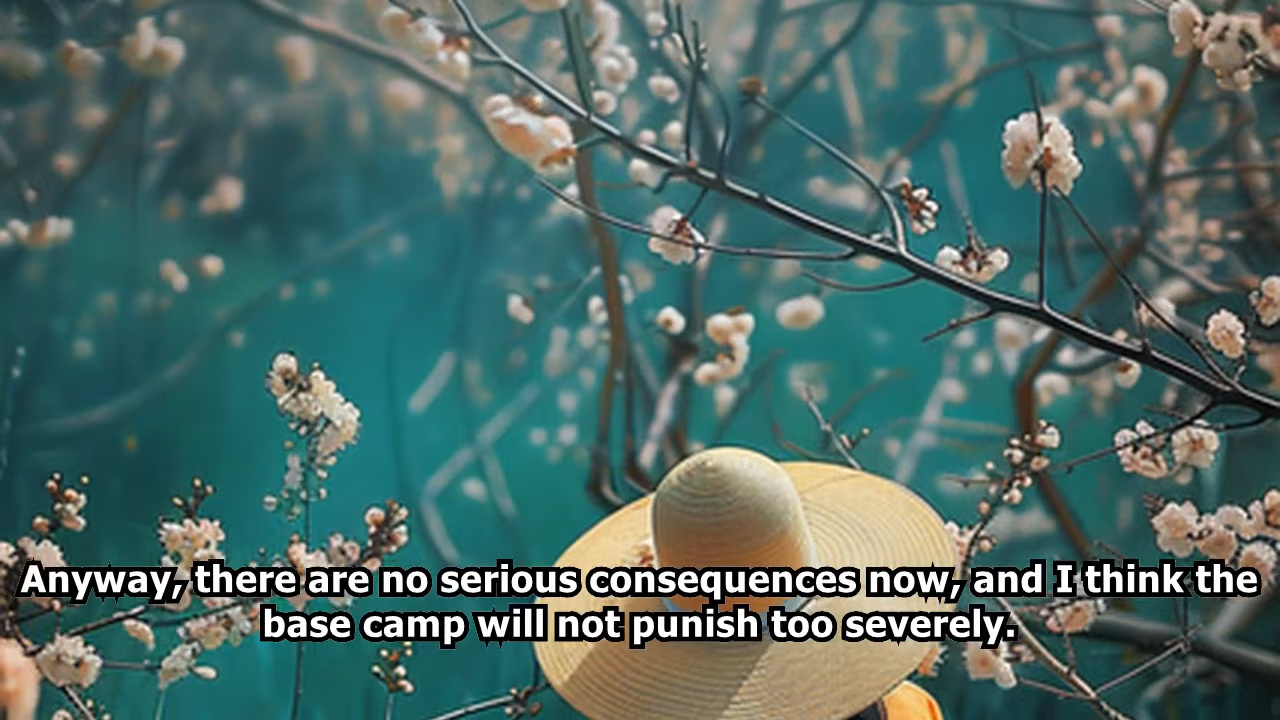 Anyway, there are no serious consequences now, and I think the
base camp will not punish too severely.